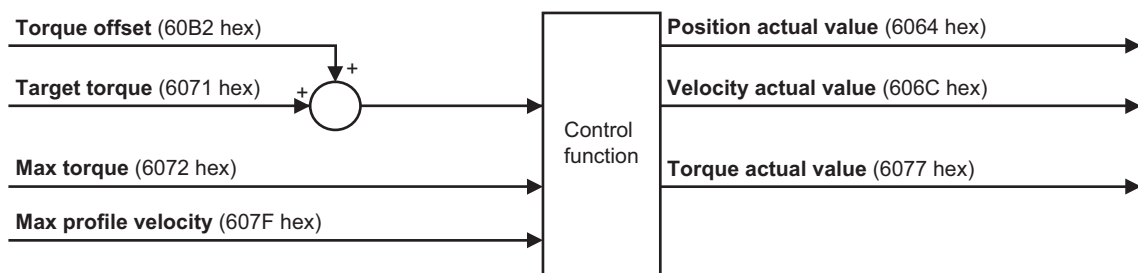 Torque offset (60B2 hex)
+
Target torque (6071 hex)
+
Max torque (6072 hex)
Max profile velocity (607F hex)
Control
function
Position actual value (6064 hex)
Velocity actual value (606C hex)
Torque actual value (6077 hex)